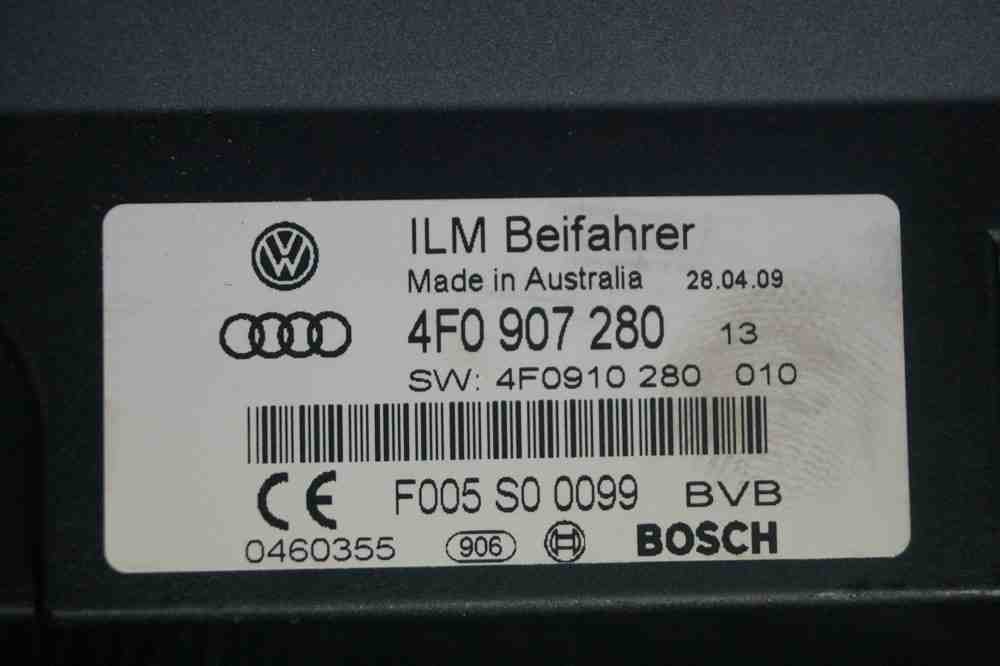 ILM Beifahrer
Made in Australia 28.04.09
4F0 907 280 13
SW: 4F0910 280 010
CE F005 S0 0099 BVB
0460355 906 BOSCH